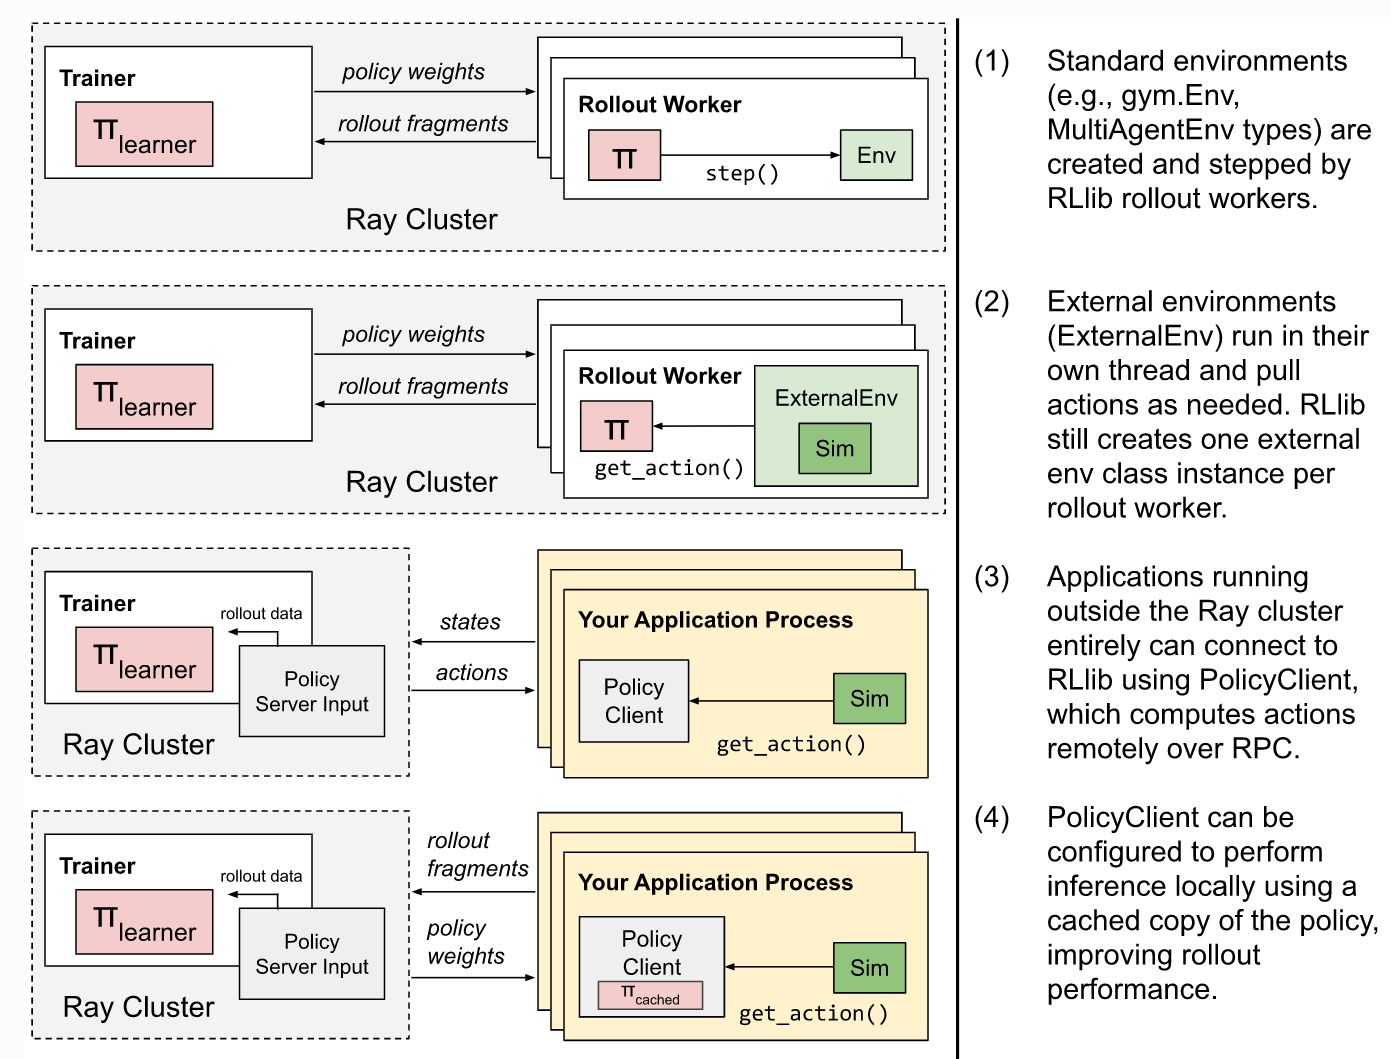 Trainer
π learner
policy weights
rollout fragments
Rollout Worker
π
step()
Env
Ray Cluster
(1) Standard environments
(e.g., gym.Env,
MultiAgentEnv types) are
created and stepped by
RLlib rollout workers.
Trainer
π learner
policy weights
rollout fragments
Rollout Worker
π
get_action()
ExternalEnv
Sim
Ray Cluster
(2) External environments
(ExternalEnv) run in their
own thread and pull
actions as needed. RLlib
still creates one external
env class instance per
rollout worker.
Trainer
rollout data
π learner
Policy
Server Input
Ray Cluster
states
actions
Your Application Process
Policy
Client
get_action()
Sim
(3) Applications running
outside the Ray cluster
entirely can connect to
RLlib using PolicyClient,
which computes actions
remotely over RPC.
Trainer
rollout data
π learner
Policy
Server Input
Ray Cluster
rollout
fragments
policy
weights
Your Application Process
Policy
Client
π cached
get_action()
Sim
(4) PolicyClient can be
configured to perform
inference locally using a
cached copy of the policy,
improving rollout
performance.